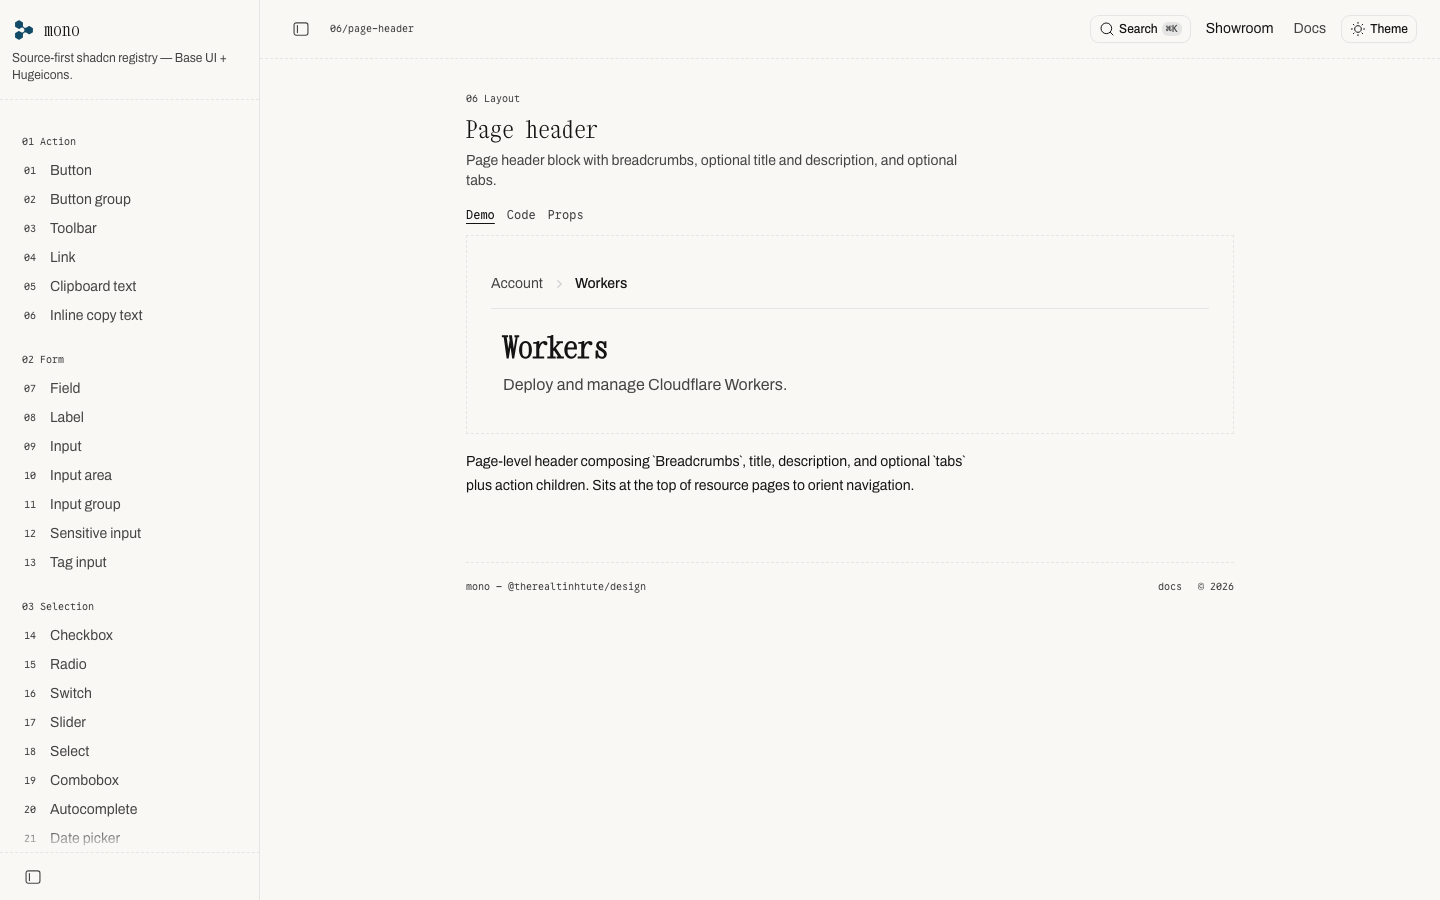 mono
Source-first shadcn registry — Base UI +
Hugeicons.
01 Action
01 Button
02 Button group
03 Toolbar
04 Link
05 Clipboard text
06 Inline copy text
02 Form
07 Field
08 Label
09 Input
10 Input area
11 Input group
12 Sensitive input
13 Tag input
03 Selection
14 Checkbox
15 Radio
16 Switch
17 Slider
18 Select
19 Combobox
20 Autocomplete
21 Date picker
06/page-header
Search ⌘K
Showroom
Docs
Theme
06 Layout
Page header
Page header block with breadcrumbs, optional title and description, and optional
tabs.
Demo Code Props
Account Workers
Workers
Deploy and manage Cloudflare Workers.
Page-level header composing `Breadcrumbs`, title, description, and optional `tabs`
plus action children. Sits at the top of resource pages to orient navigation.
mono — @therealtinhtute/design
docs © 2026